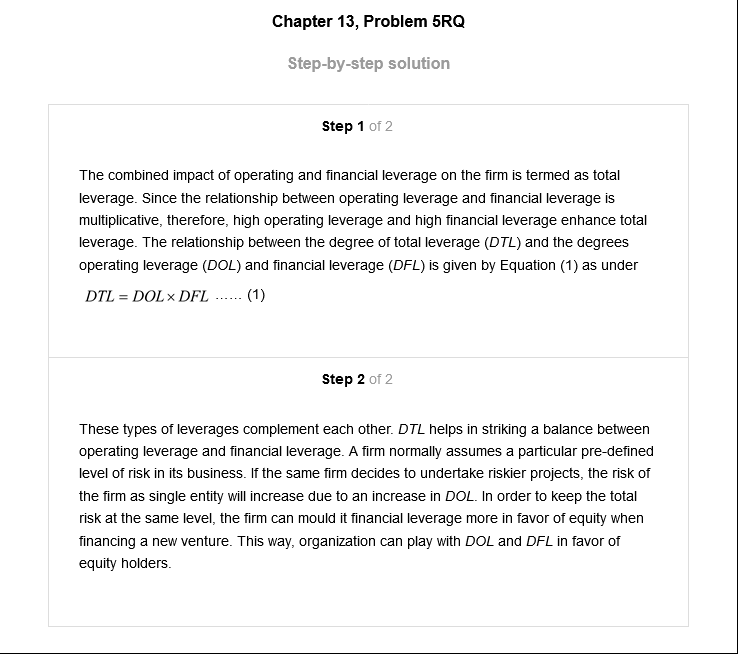 Chapter 13, Problem 5RQ
Step-by-step solution
Step 1 of 2
The combined impact of operating and financial leverage on the firm is termed as total
leverage. Since the relationship between operating leverage and financial leverage is
multiplicative, therefore, high operating leverage and high financial leverage enhance total
leverage. The relationship between the degree of total leverage (DTL) and the degrees
operating leverage (DOL) and financial leverage (DFL) is given by Equation (1) as under
DTL = DOL × DFL ...... (1)
Step 2 of 2
These types of leverages complement each other. DTL helps in striking a balance between
operating leverage and financial leverage. A firm normally assumes a particular pre-defined
level of risk in its business. If the same firm decides to undertake riskier projects, the risk of
the firm as single entity will increase due to an increase in DOL. In order to keep the total
risk at the same level, the firm can mould it financial leverage more in favor of equity when
financing a new venture. This way, organization can play with DOL and DFL in favor of
equity holders.